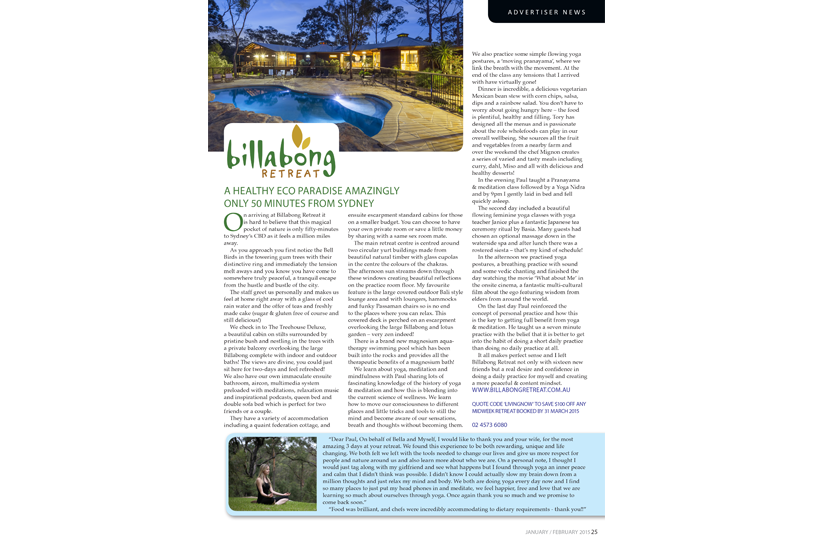 ADVERTISER NEWS
billabong
RETREAT
A HEALTHY ECO PARADISE AMAZINGLY
ONLY 50 MINUTES FROM SYDNEY
On arriving at Billabong Retreat it
is hard to believe that this magical
pocket of nature is only fifty-minutes
to Sydney's CBD as it feels a million miles
away.
As you approach you first notice the Bell
Birds in the towering gum trees with their
distinctive ring and immediately the tension
melt aways and you know you have come to
somewhere truly peaceful, a tranquil escape
from the hustle and bustle of the city.
The staff greet us personally and makes us
feel at home right away with a glass of cool
rain water and the offer of teas and freshly
made cake (sugar & gluten free of course and
still delicious!)
We check in to The Treehouse Deluxe,
a beautiful cabin on stilts surrounded by
pristine bush and nestling in the trees with
a private balcony overlooking the large
Billabong complete with indoor and outdoor
baths! The views are divine, you could just
sit here for two-days and feel refreshed!
We also have our own immaculate ensuite
bathroom, aircon, multimedia system
preloaded with meditations, relaxation music
and inspirational podcasts, queen bed and
double sofa bed which is perfect for two
friends or a couple.
They have a variety of accommodation
including a quaint federation cottage, and
ensuite escarpment standard cabins for those
on a smaller budget. You can choose to have
your own private room or save a little money
by sharing with a same sex room mate.
The main retreat centre is centred around
two circular yurt buildings made from
beautiful natural timber with glass cupolas
in the centre the colours of the chakras.
The afternoon sun streams down through
these windows creating beautiful reflections
on the practice room floor. My favourite
feature is the large covered outdoor Bali style
lounge area and with loungers, hammocks
and funky Passaman chairs so is no end
to the places where you can relax. This
covered deck is perched on an escarpment
overlooking the large Billabong and lotus
garden – very zen indeed!
There is a brand new magnesium aqua-
therapy swimming pool which has been
built into the rocks and provides all the
therapeutic benefits of a magnesium bath!
We learn about yoga, meditation and
mindfulness with Paul sharing lots of
fascinating knowledge of the history of yoga
& meditation and how this is blending into
the current science of wellness. We learn
how to move our consciousness to different
places and little tricks and tools to still the
mind and become aware of our sensations,
breath and thoughts without becoming them.
We also practice some simple flowing yoga
postures, a 'moving pranayama', where we
link the breath with the movement. At the
end of the class any tensions that I arrived
with have virtually gone!
Dinner is incredible, a delicious vegetarian
Mexican bean stew with corn chips, salsa,
dips and a rainbow salad. You don't have to
worry about going hungry here – the food
is plentiful, healthy and filling. Tory has
designed all the menus and is passionate
about the role wholefoods can play in our
overall wellbeing. She sources all the fruit
and vegetables from a nearby farm and
over the weekend the chef Mignon creates
a series of varied and tasty meals including
curry, dahl, Miso and all with delicious and
healthy desserts!
In the evening Paul taught a Pranayama
& meditation class followed by a Yoga Nidra
and by 9pm I gently laid in bed and fell
quickly asleep.
The second day included a beautiful
flowing feminine yoga classes with yoga
teacher Janice plus a fantastic Japanese tea
ceremony ritual by Basia. Many guests had
chosen an optional massage down in the
waterside spa and after lunch there was a
rostered siesta – that's my kind of schedule!
In the afternoon we practised yoga
postures, a breathing practice with sound
and some vedic chanting and finished the
day watching the movie 'What about Me' in
the onsite cinema, a fantastic multi-cultural
film about the ego featuring wisdom from
elders from around the world.
On the last day Paul reinforced the
concept of personal practice and how this
is the key to getting full benefit from yoga
& meditation. He taught us a seven minute
practice with the belief that it is better to get
into the habit of doing a short daily practice
than doing no daily practice at all.
It all makes perfect sense and I left
Billabong Retreat not only with sixteen new
friends but a real desire and confidence in
doing a daily practice for myself and creating
a more peaceful & content mindset.
WWW.BILLABONGRETREAT.COM.AU
QUOTE CODE 'LIVINGNOW' TO SAVE $100 OFF ANY
MIDWEEK RETREAT BOOKED BY 31 MARCH 2015
02 4573 6080
"Dear Paul, On behalf of Bella and Myself, I would like to thank you and your wife, for the most
amazing 3 days at your retreat. We found this experience to be both rewarding, unique and life
changing. We both felt we left with the tools needed to change our lives and give us more respect for
people and nature around us and also learn more about who we are. On a personal note, I thought I
would just tag along with my girlfriend and see what happens but I found through yoga an inner peace
and calm that I didn't think was possible. I didn't know I could actually slow my brain down from a
million thoughts and just relax my mind and body. We both are doing yoga every day now and I find
so many places to just put my head phones in and meditate, we feel happier, free and love that we are
learning so much about ourselves through yoga. Once again thank you so much and we promise to
come back soon."
"Food was brilliant, and chefs were incredibly accommodating to dietary requirements - thank you!!"
JANUARY / FEBRUARY 2015 25